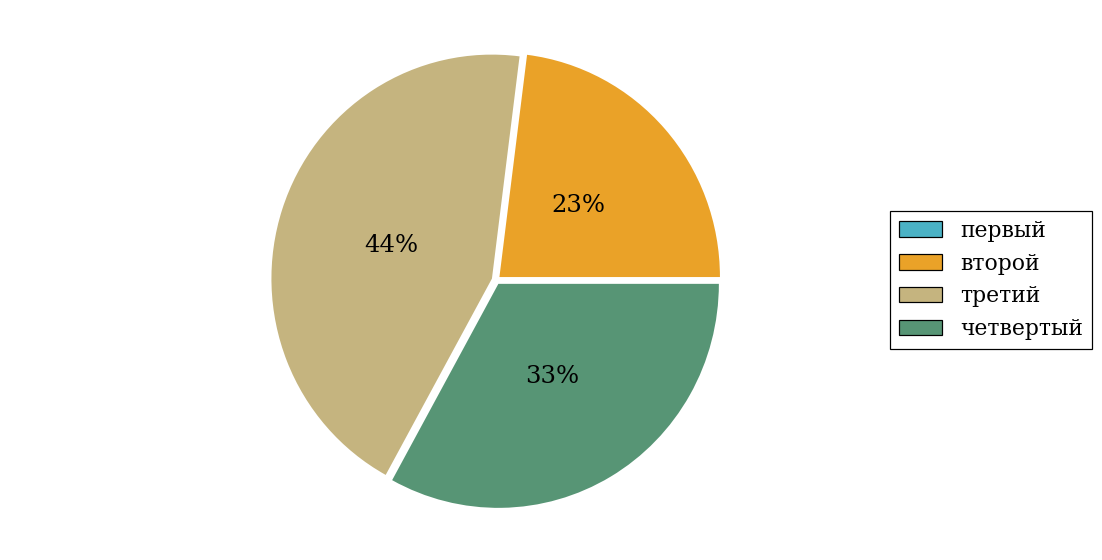 23%
44%
33%
первый
второй
третий
четвертый